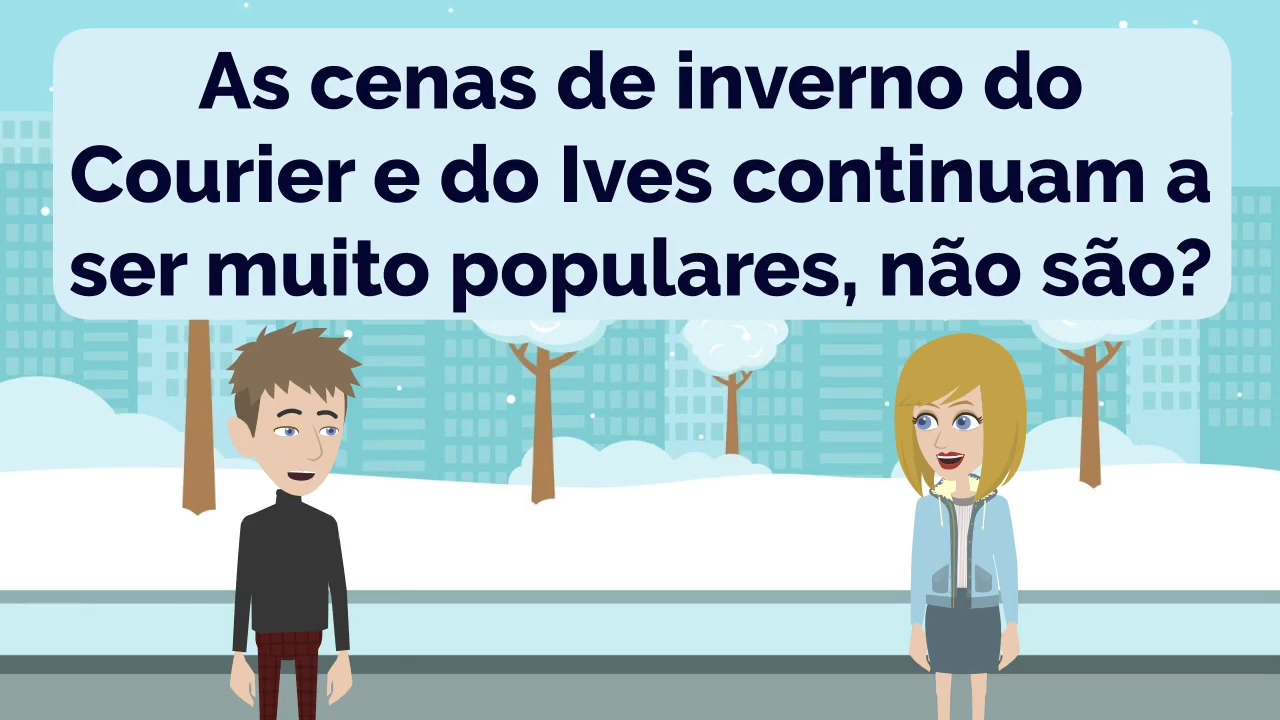 As cenas de inverno do
Courier e do Ives continuam a
ser muito populares, não são?